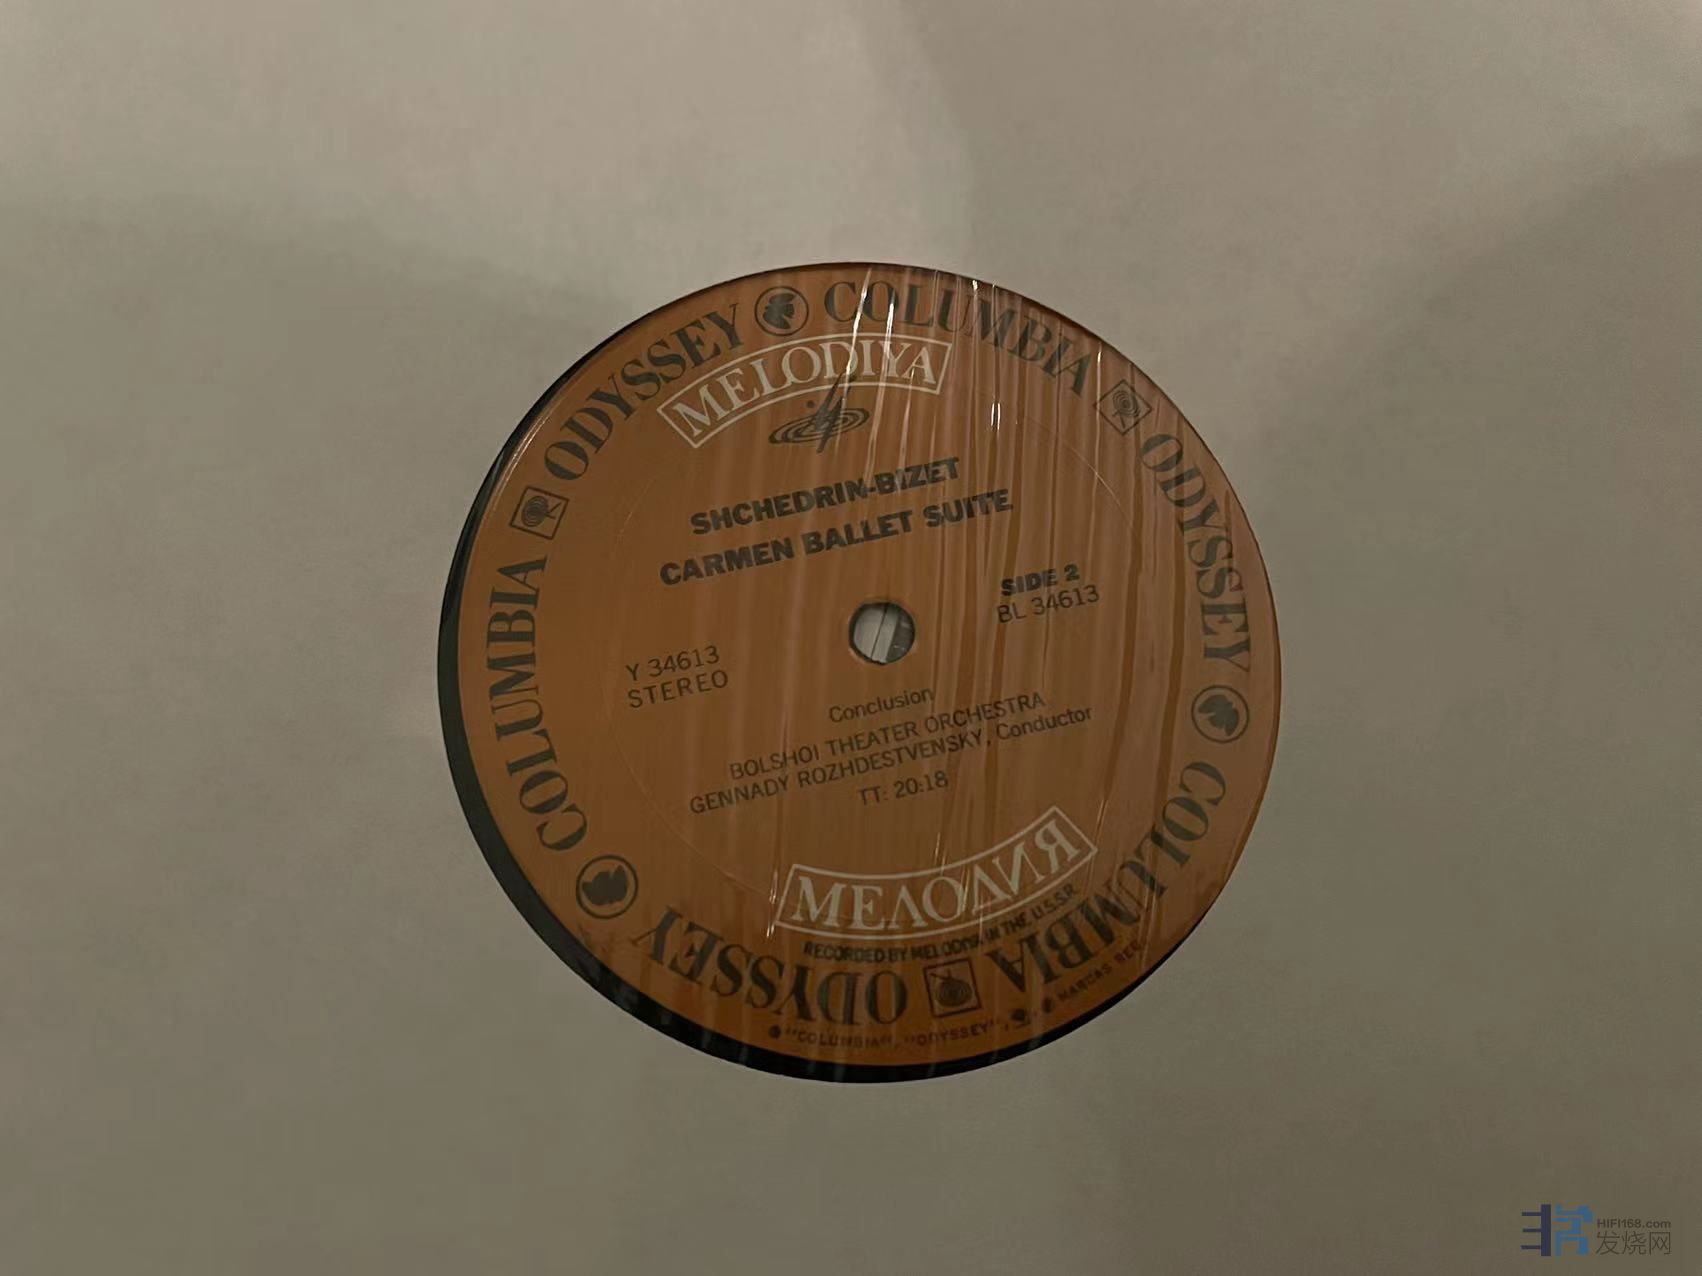 COLUMBIA ODYSSEY COLUMBIA ODYSSEY COLUMBIA ODYSSEY
MELODIYA
SHCHEDRIN-BIZET
CARMEN BALLET SUITE
SIDE 2
BL 34613
Y 34613
STEREO
Conclusion
BOLSHOI THEATER ORCHESTRA
GENNADY ROZHDESTVENSKY, Conductor
TT: 20:18
МЕЛОДИЯ
RECORDED BY MELODIYA IN THE U.S.S.R.
"COLUMBIA", "ODYSSEY", MARCAS REG
HIFI168.com
发烧网